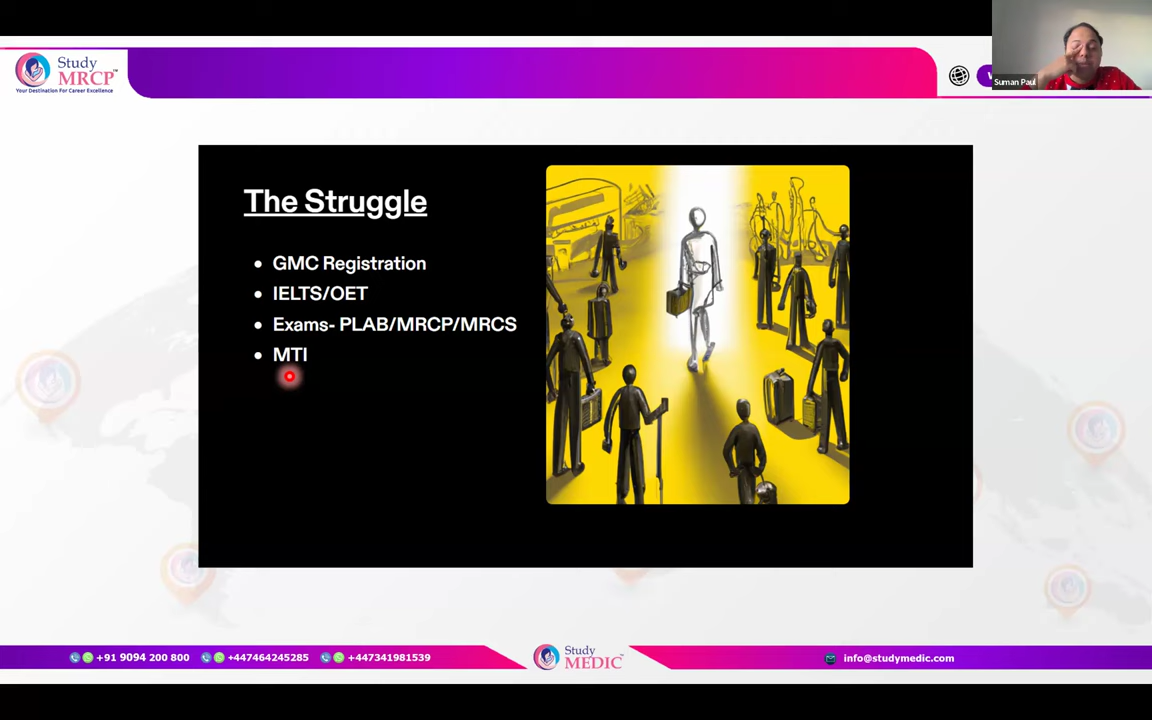 Study
MRCP™
Your Destination For Career Excellence
Suman Paul
The Struggle
GMC Registration
IELTS/OET
Exams- PLAB/MRCP/MRCS
MTI
+91 9094 200 800
+447464245285
+447341981539
Study
MEDIC
info@studymedic.com